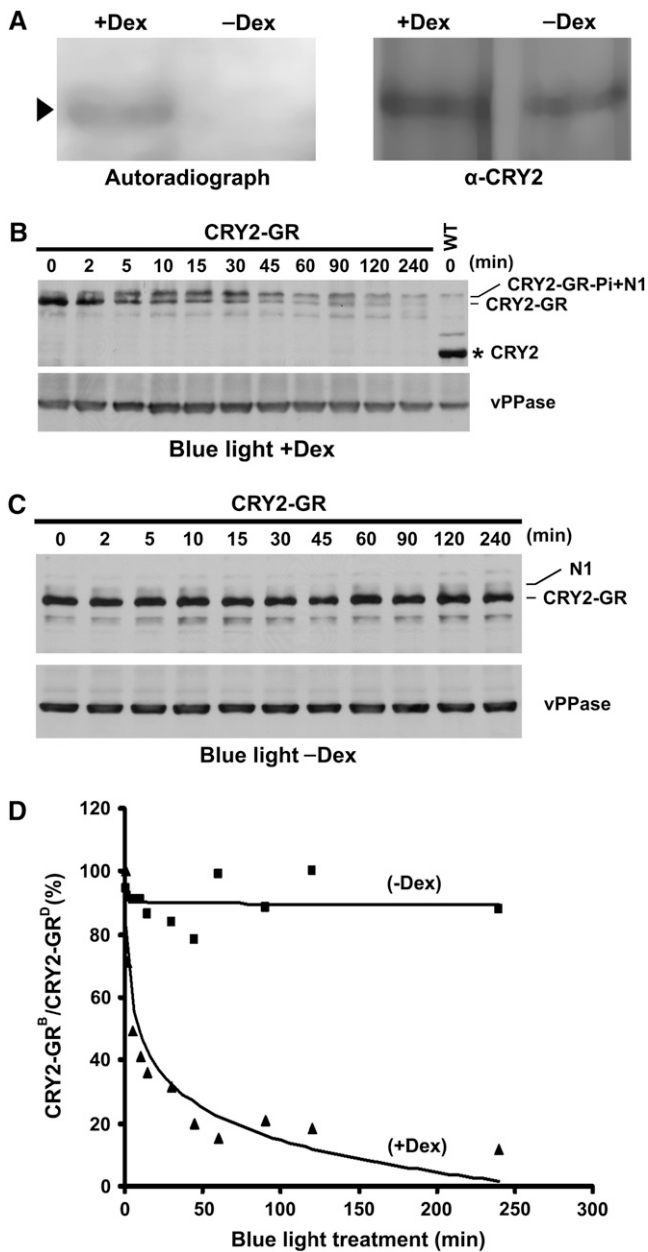 A
+Dex −Dex +Dex −Dex
Autoradiograph α-CRY2
B
CRY2-GR WT
0 2 5 10 15 30 45 60 90 120 240 0 (min)
CRY2-GR-Pi+N1
CRY2-GR
* CRY2
vPPase
Blue light +Dex
C
CRY2-GR
0 2 5 10 15 30 45 60 90 120 240 (min)
N1
CRY2-GR
vPPase
Blue light −Dex
D
CRY2-GRᴮ/CRY2-GRᴰ(%)
120
100
80
60
40
20
0
(-Dex)
(+Dex)
0 50 100 150 200 250 300
Blue light treatment (min)